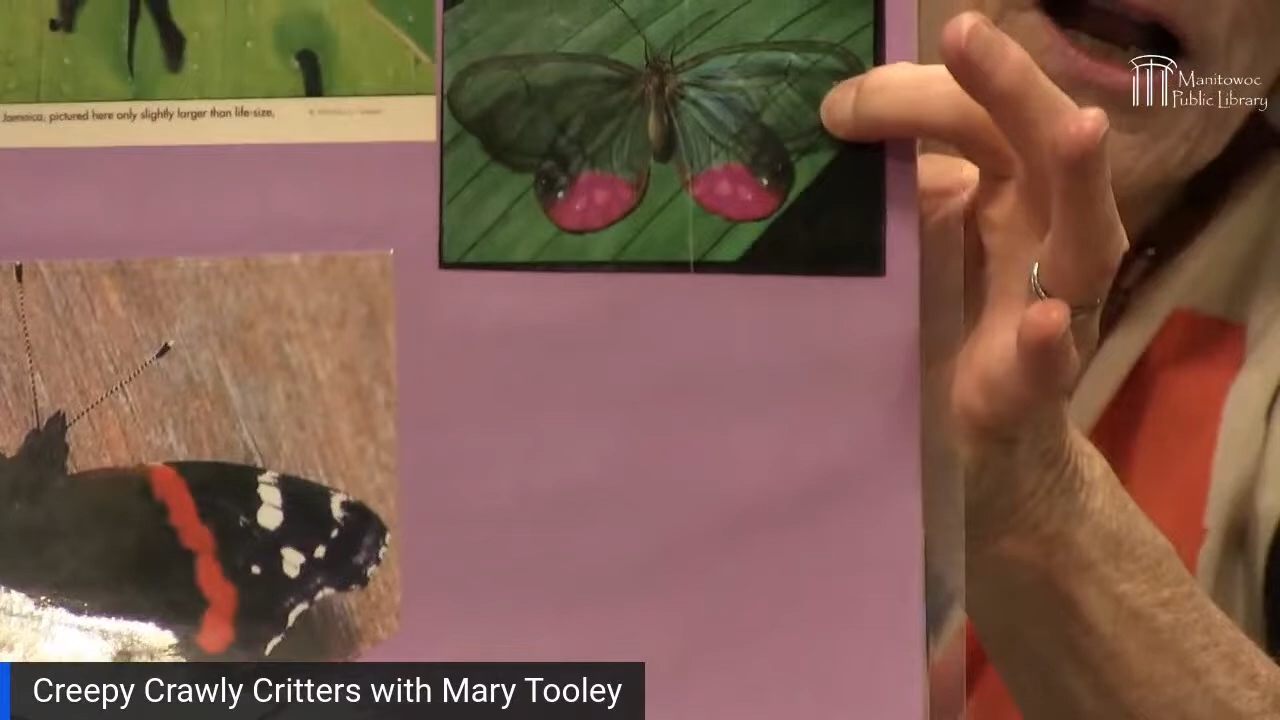 Jamaica, pictured here only slightly larger than life-size,
Manitowoc
Public Library
Creepy Crawly Critters with Mary Tooley